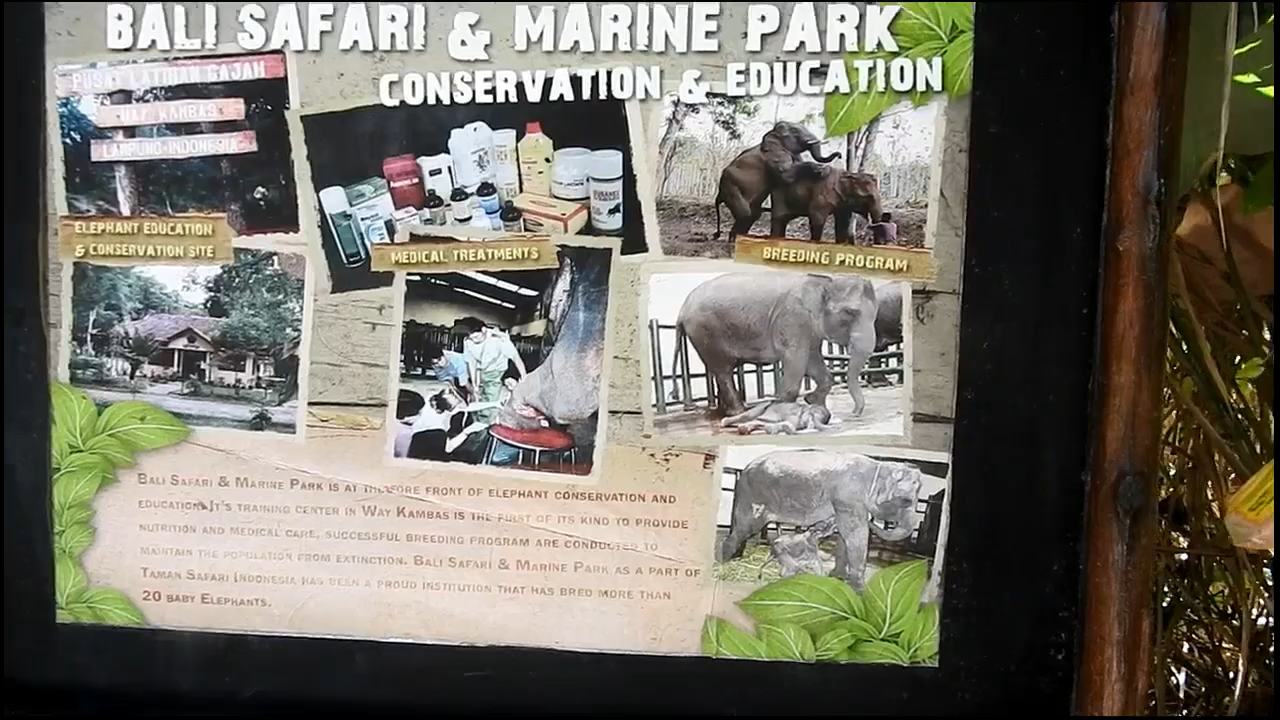 BALI SAFARI & MARINE PARK
CONSERVATION & EDUCATION
PUSAT LATIHAN GAJAH
WAY KAMBAS
LAMPUNG-INDONESIA
ELEPHANT EDUCATION
& CONSERVATION SITE
MEDICAL TREATMENTS
BREEDING PROGRAM
BALI SAFARI & MARINE PARK IS AT THE FORE FRONT OF ELEPHANT CONSERVATION AND
EDUCATION. IT'S TRAINING CENTER IN WAY KAMBAS IS THE FIRST OF ITS KIND TO PROVIDE
NUTRITION AND MEDICAL CARE, SUCCESSFUL BREEDING PROGRAM ARE CONDUCTED TO
MAINTAIN THE POPULATION FROM EXTINCTION. BALI SAFARI & MARINE PARK AS A PART OF
TAMAN SAFARI INDONESIA HAS BEEN A PROUD INSTITUTION THAT HAS BRED MORE THAN
20 BABY ELEPHANTS.